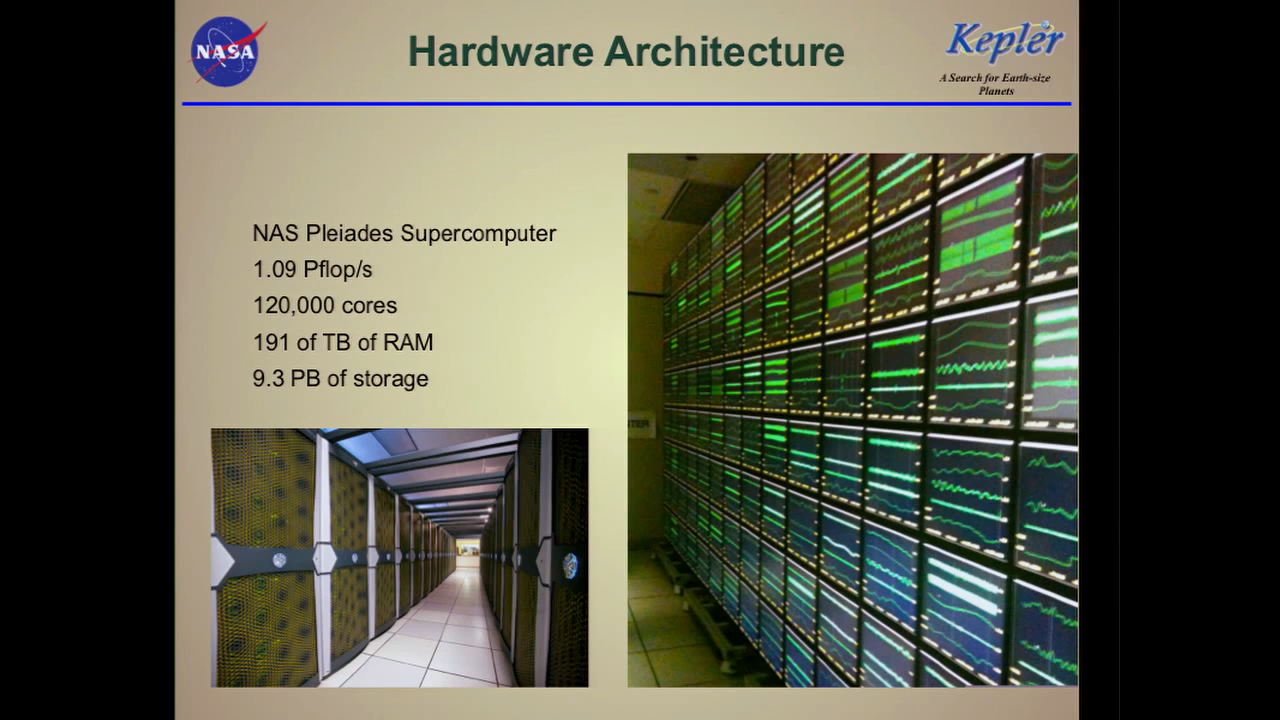 NASA
Hardware Architecture
Kepler
A Search for Earth-size
Planets
NAS Pleiades Supercomputer
1.09 Pflop/s
120,000 cores
191 of TB of RAM
9.3 PB of storage